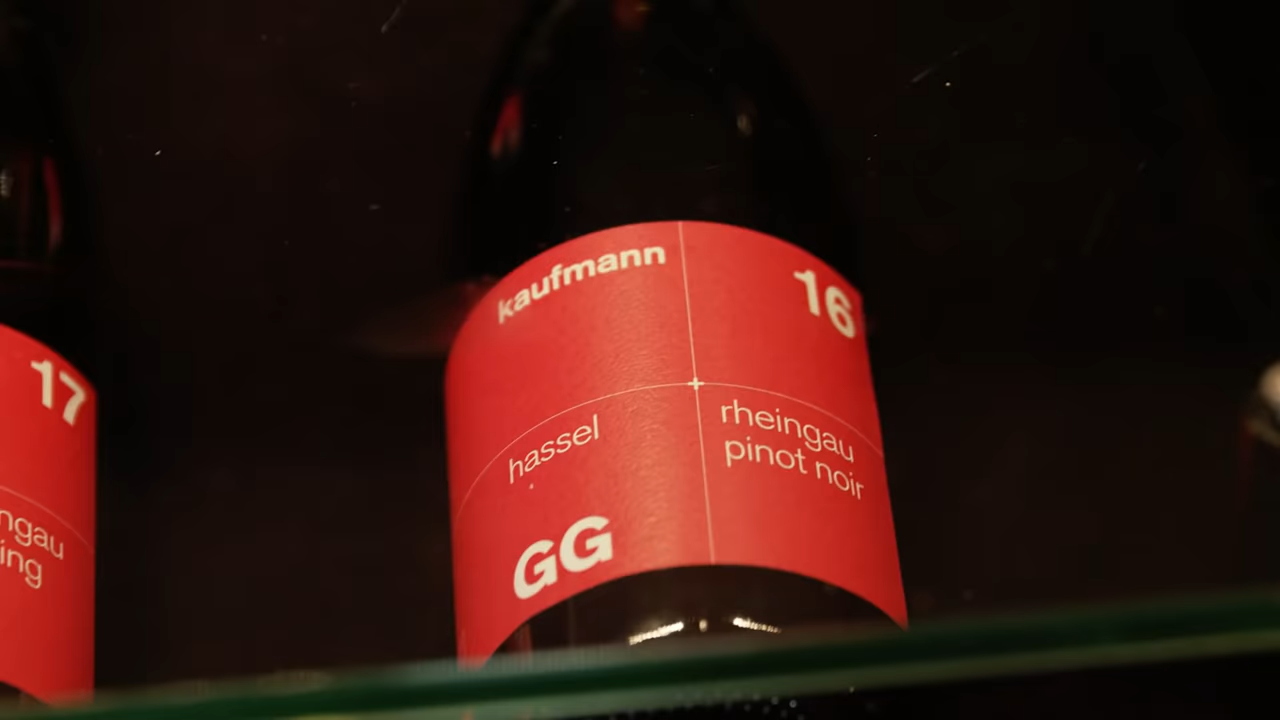 kaufmann
16
hassel
rheingau
pinot noir
GG
17
ngau
ing